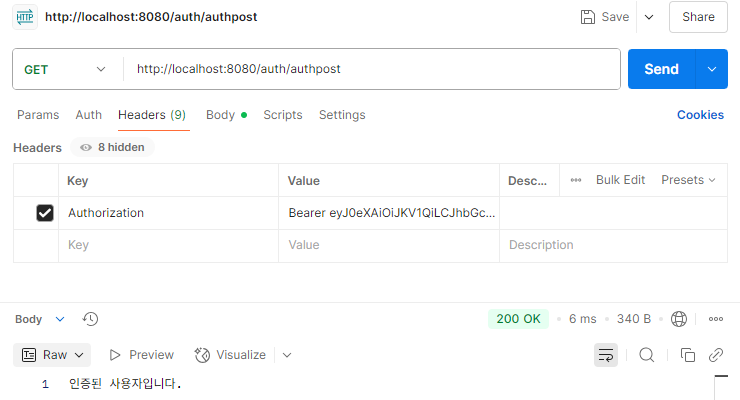 HTTP http://localhost:8080/auth/authpost Save Share
GET http://localhost:8080/auth/authpost Send
Params Auth Headers (9) Body Scripts Settings Cookies
Headers 8 hidden
Key Value Desc... Bulk Edit Presets
Authorization Bearer eyJ0eXAiOiJKV1QiLCJhbGc...
Key Value Description
Body 200 OK • 6 ms • 340 B
Raw Preview Visualize
1 인증된 사용자입니다.